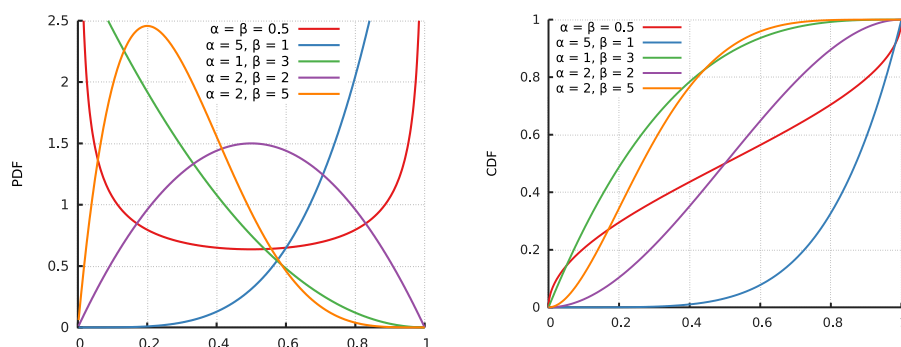 2.5
2
1.5
1
0.5
0
PDF
α = β = 0.5
α = 5, β = 1
α = 1, β = 3
α = 2, β = 2
α = 2, β = 5
0 0.2 0.4 0.6 0.8 1
1
0.8
0.6
0.4
0.2
0
CDF
α = β = 0.5
α = 5, β = 1
α = 1, β = 3
α = 2, β = 2
α = 2, β = 5
0.2 0.4 0.6 0.8 1